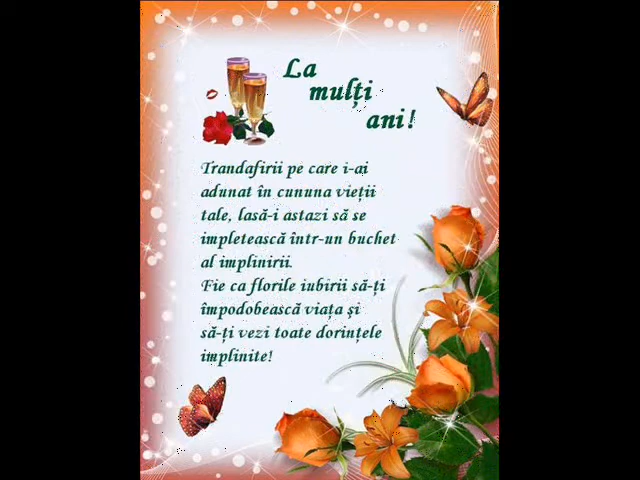 La
mulți
ani!
Trandafirii pe care i-ai
adunat în cununa vieții
tale, lasă-i astazi să se
impletească într-un buchet
al implinirii.
Fie ca florile iubirii să-ți
împodobească viața și
să-ți vezi toate dorințele
implinite!